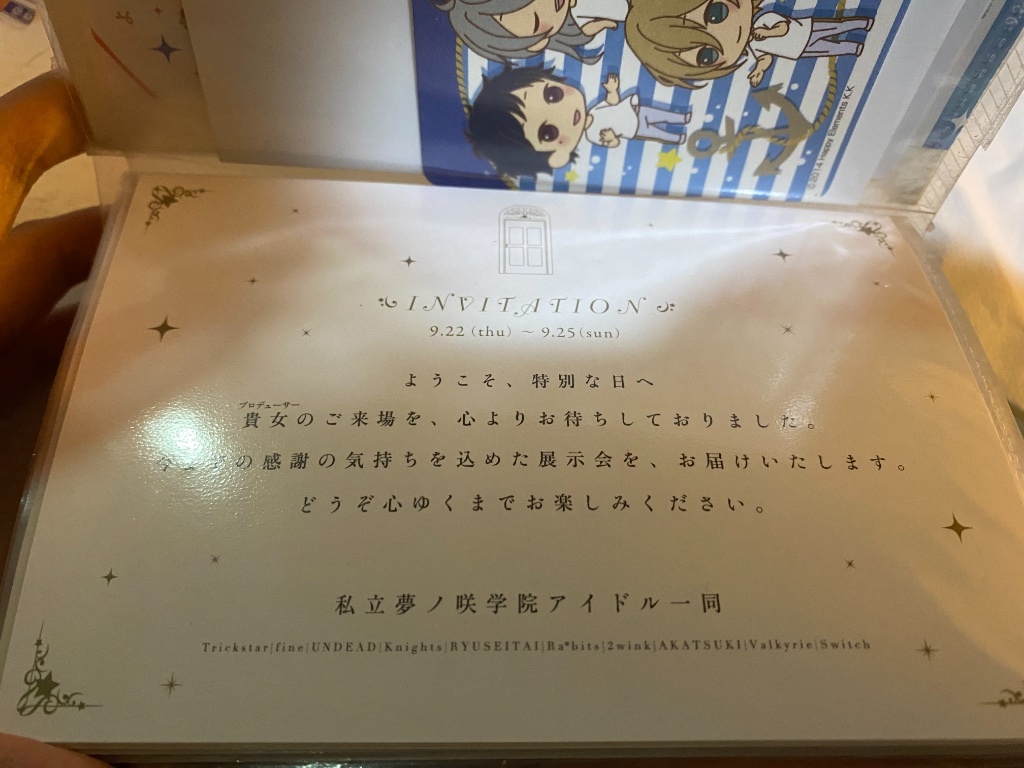 ©2014 Happy Elements K.K
INVITATION
9.22(thu) ~ 9.25(sun)
ようこそ、特別な日へ
プロデューサー
貴女のご来場を、心よりお待ちしておりました。
の感謝の気持ちを込めた展示会を、お届けいたします。
どうぞ心ゆくまでお楽しみください。
私立夢ノ咲学院アイドル一同
Trickstar|fine|UNDEAD|Knights|RYUSEITAI|Ra*bits|2wink|AKATSUKI|Valkyrie|Switch